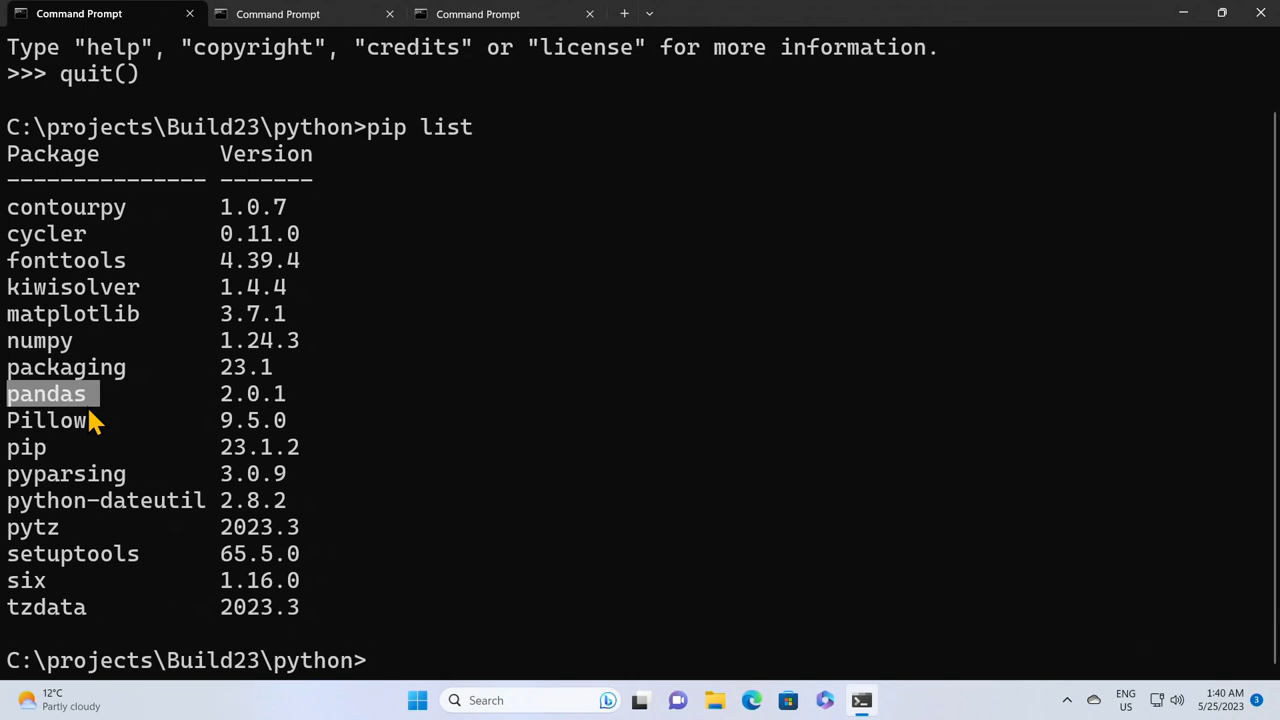 Command Prompt
Command Prompt
Command Prompt
Type "help", "copyright", "credits" or "license" for more information.
>>> quit()
C:\projects\Build23\python>pip list
Package Version
--------------- -------
contourpy 1.0.7
cycler 0.11.0
fonttools 4.39.4
kiwisolver 1.4.4
matplotlib 3.7.1
numpy 1.24.3
packaging 23.1
pandas 2.0.1
Pillow 9.5.0
pip 23.1.2
pyparsing 3.0.9
python-dateutil 2.8.2
pytz 2023.3
setuptools 65.5.0
six 1.16.0
tzdata 2023.3
C:\projects\Build23\python>
12°C
Partly cloudy
Search
ENG
US
1:40 AM
5/25/2023
3